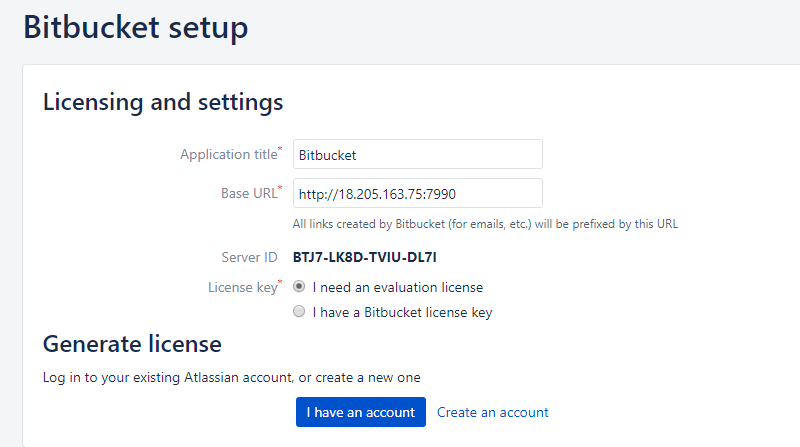 Bitbucket setup
Licensing and settings
Application title* Bitbucket
Base URL* http://18.205.163.75:7990
All links created by Bitbucket (for emails, etc.) will be prefixed by this URL
Server ID BTJ7-LK8D-TVIU-DL7I
License key* I need an evaluation license
I have a Bitbucket license key
Generate license
Log in to your existing Atlassian account, or create a new one
I have an account Create an account